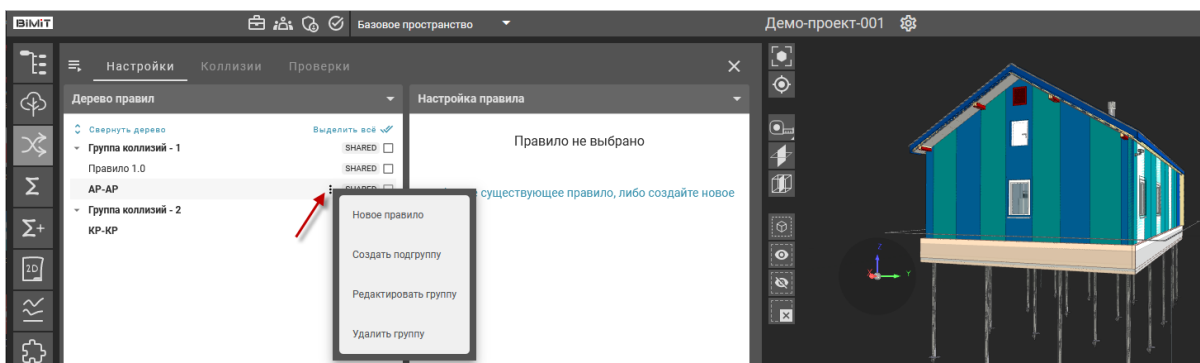 BiMiT Базовое пространство Демо-проект-001
Настройки Коллизии Проверки
Дерево правил Настройка правила
Свернуть дерево Выделить всё
Группа коллизий - 1 SHARED
Правило 1.0 SHARED
АР-АР SHARED
Группа коллизий - 2
КР-КР
Новое правило
Создать подгруппу
Редактировать группу
Удалить группу
Правило не выбрано
существующее правило, либо создайте новое
Σ
Σ+
2D
Z
X
Y